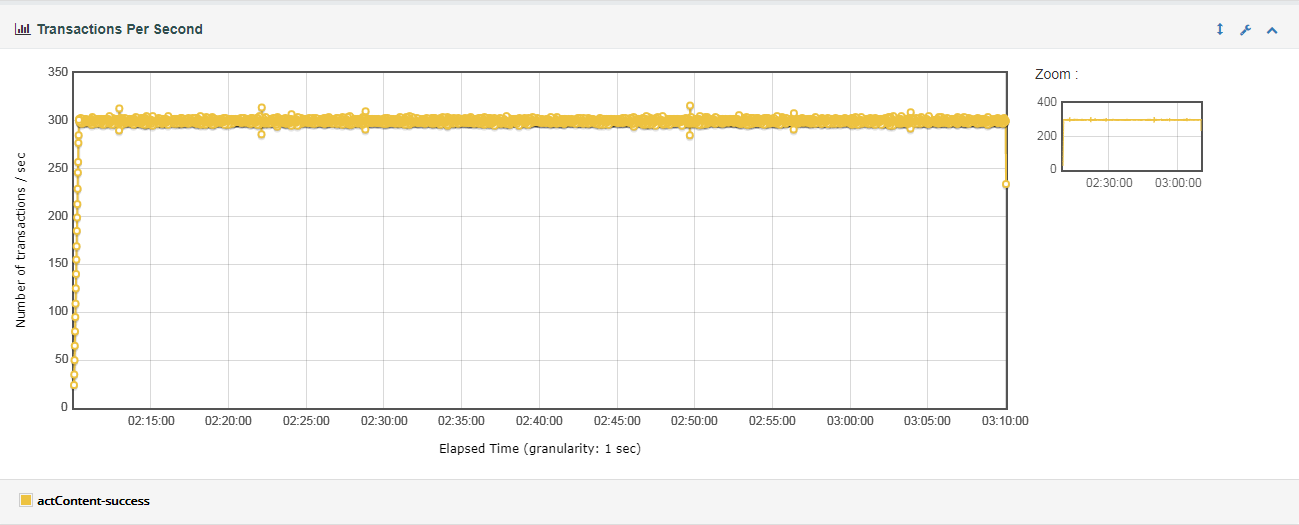 Transactions Per Second
350
300
250
200
150
100
50
0
Number of transactions / sec
02:15:00 02:20:00 02:25:00 02:30:00 02:35:00 02:40:00 02:45:00 02:50:00 02:55:00 03:00:00 03:05:00 03:10:00
Elapsed Time (granularity: 1 sec)
Zoom :
400
200
0
02:30:00 03:00:00
actContent-success